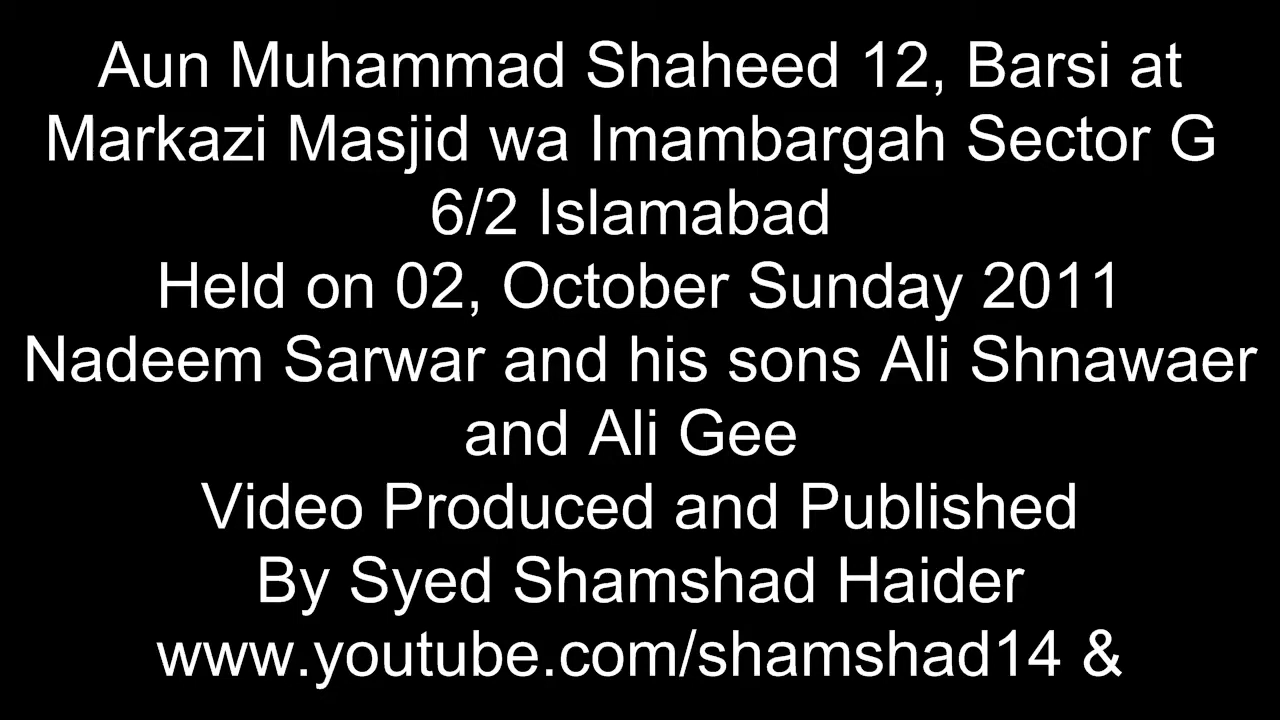 Aun Muhammad Shaheed 12, Barsi at
Markazi Masjid wa Imambargah Sector G
6/2 Islamabad
Held on 02, October Sunday 2011
Nadeem Sarwar and his sons Ali Shnawaer
and Ali Gee
Video Produced and Published
By Syed Shamshad Haider
www.youtube.com/shamshad14 &